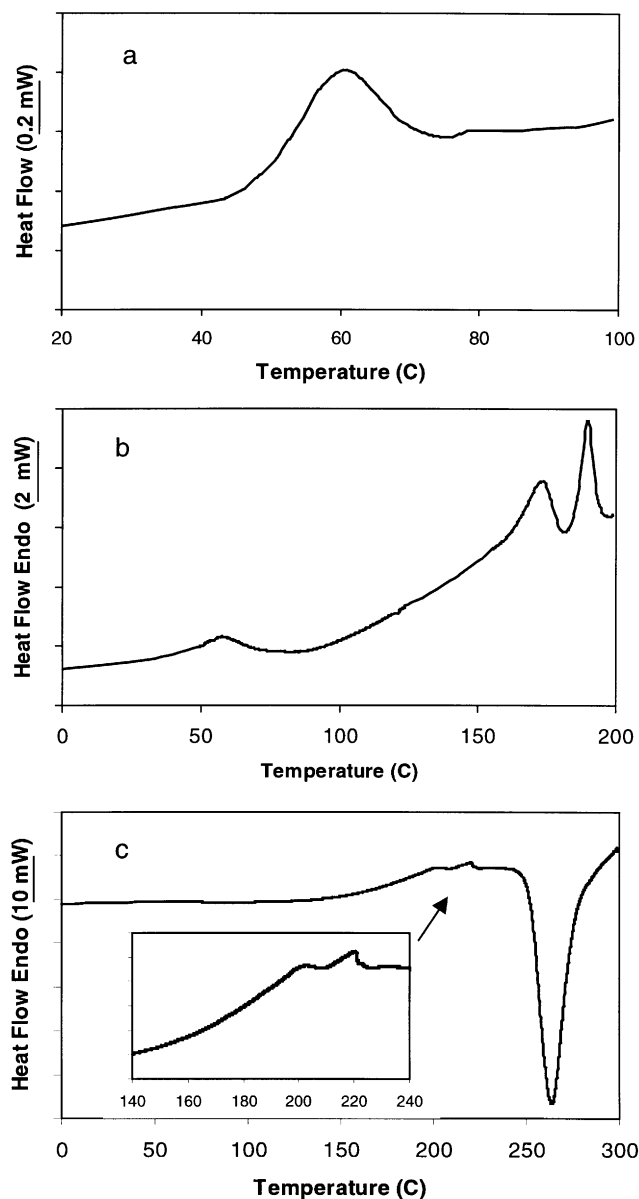 a
Heat Flow (0.2 mW)
20 40 60 80 100
Temperature (C)
b
Heat Flow Endo (2 mW)
0 50 100 150 200
Temperature (C)
c
Heat Flow Endo (10 mW)
140 160 180 200 220 240
0 50 100 150 200 250 300
Temperature (C)